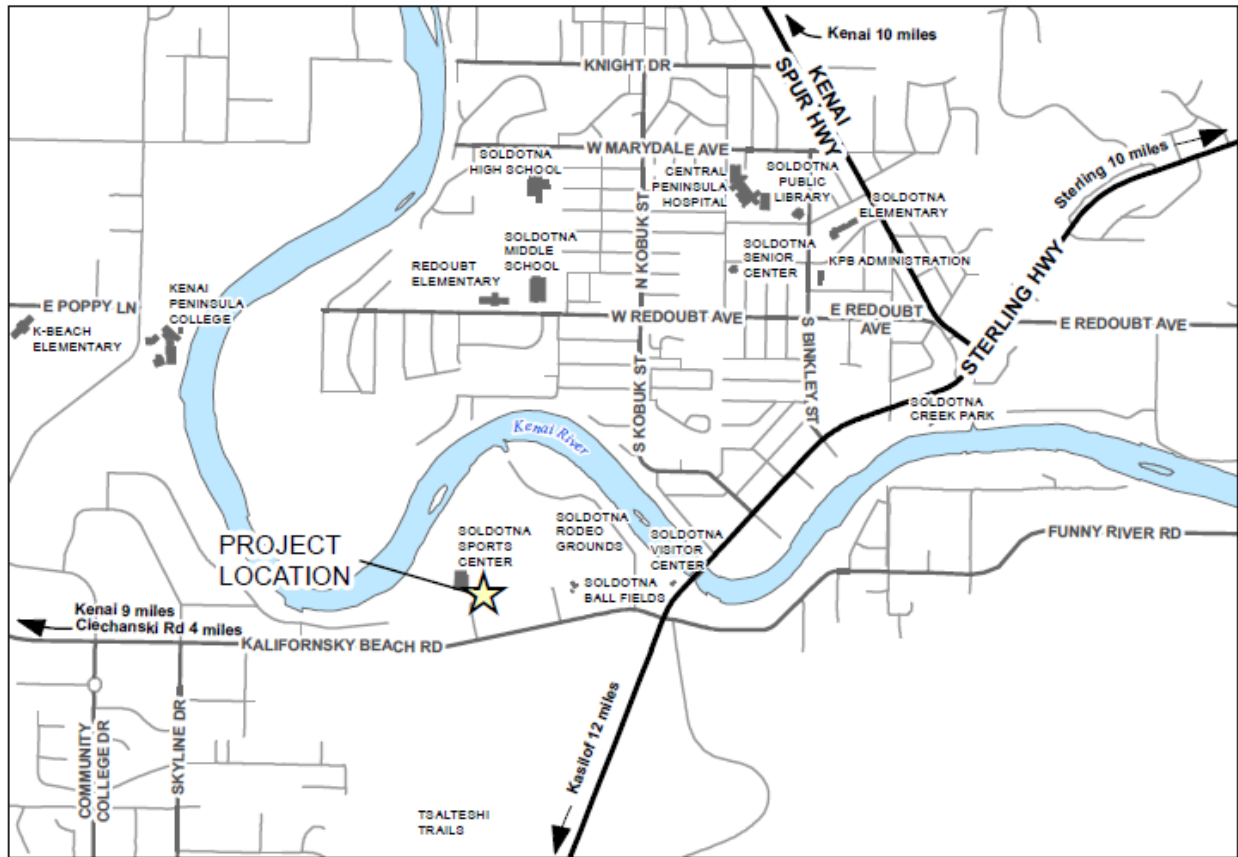 Kenai 10 miles
KNIGHT DR
KENAI
SPUR HWY
W MARYDALE AVE
Sterling 10 miles
SOLDOTNA
HIGH SCHOOL
CENTRAL
PENINSULA
HOSPITAL
SOLDOTNA
PUBLIC
LIBRARY
SOLDOTNA
ELEMENTARY
N KOBUK ST
SOLDOTNA
MIDDLE
SCHOOL
REDOUBT
ELEMENTARY
SOLDOTNA
SENIOR
CENTER
KPB ADMINISTRATION
E POPPY LN
KENAI
PENINSULA
COLLEGE
K-BEACH
ELEMENTARY
W REDOUBT AVE
E REDOUBT
AVE
STERLING HWY
E REDOUBT AVE
S BINKLEY ST
S KOBUK ST
SOLDOTNA
CREEK PARK
Kenai River
PROJECT
LOCATION
SOLDOTNA
SPORTS
CENTER
SOLDOTNA
RODEO
GROUNDS
SOLDOTNA
VISITOR
CENTER
SOLDOTNA
BALL FIELDS
FUNNY RIVER RD
Kenai 9 miles
Ciechanski Rd 4 miles
KALIFORNSKY BEACH RD
COMMUNITY
COLLEGE DR
SKYLINE DR
Kasilof 12 miles
TSALTESHI
TRAILS